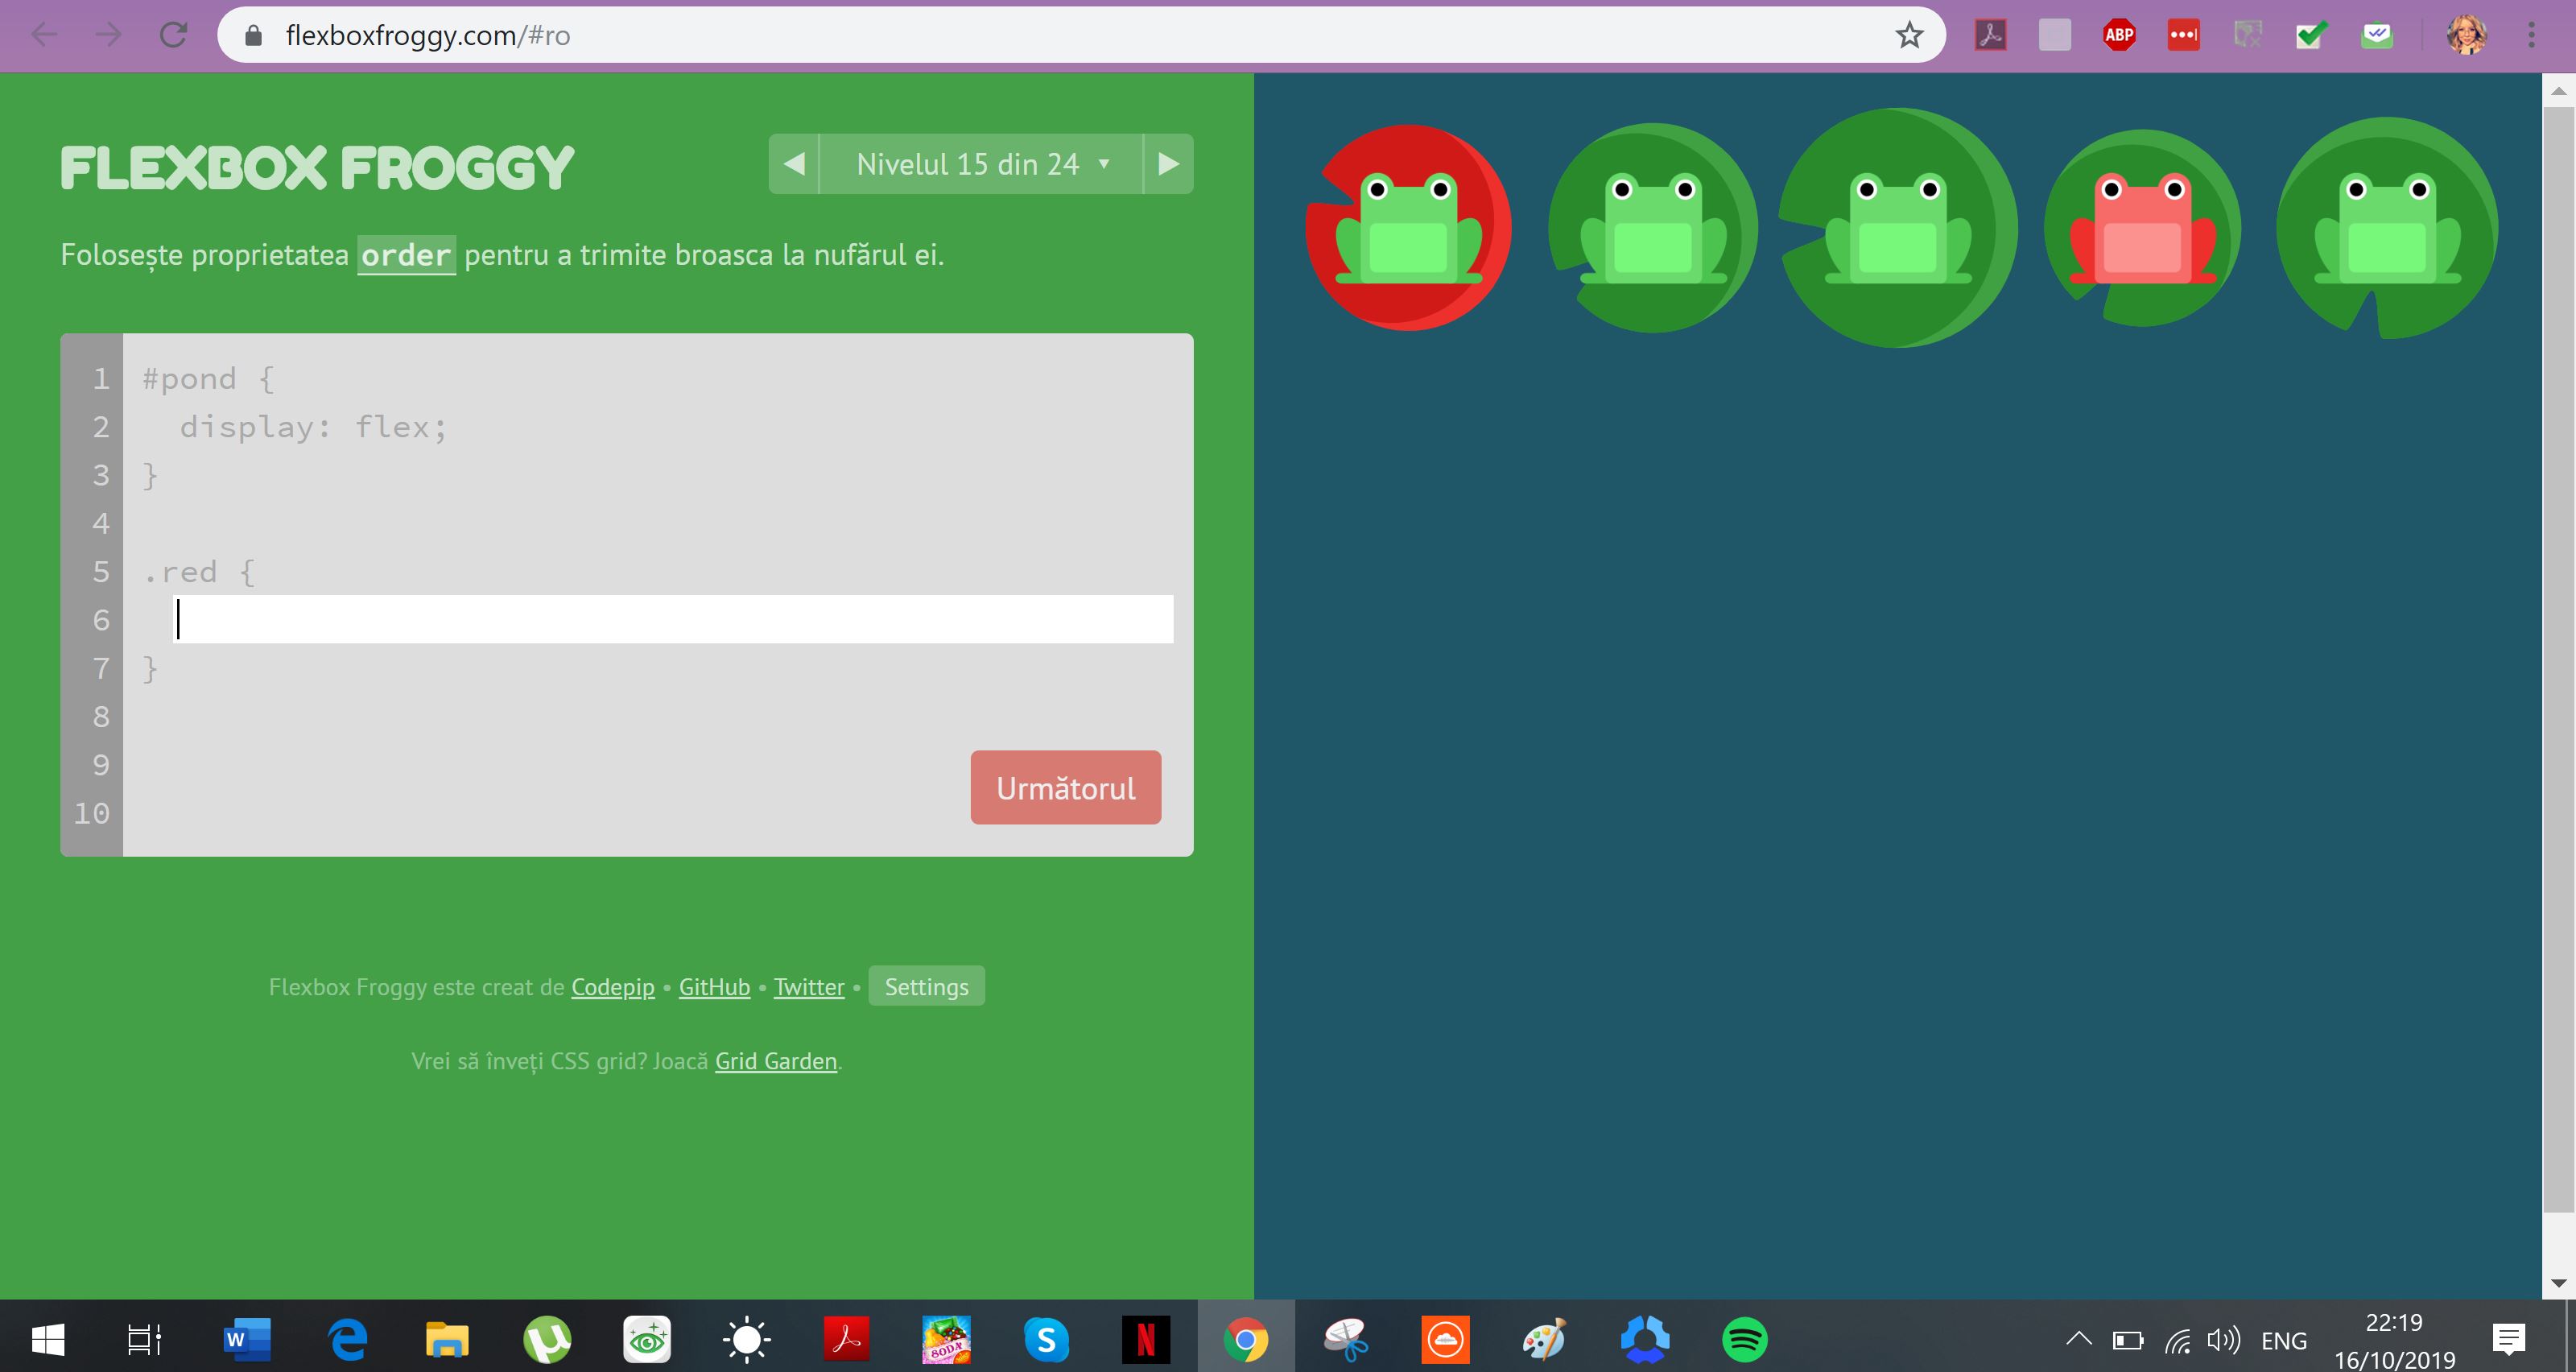 flexboxfroggy.com/#ro
ABP
FLEXBOX FROGGY
Nivelul 15 din 24
Folosește proprietatea order pentru a trimite broasca la nufărul ei.
1 #pond {
2 display: flex;
3 }
4
5 .red {
6
7 }
8
9
10
Următorul
Flexbox Froggy este creat de Codepip • GitHub • Twitter • Settings
Vrei să înveți CSS grid? Joacă Grid Garden.
W
SODA
S
N
ENG
22:19
16/10/2019